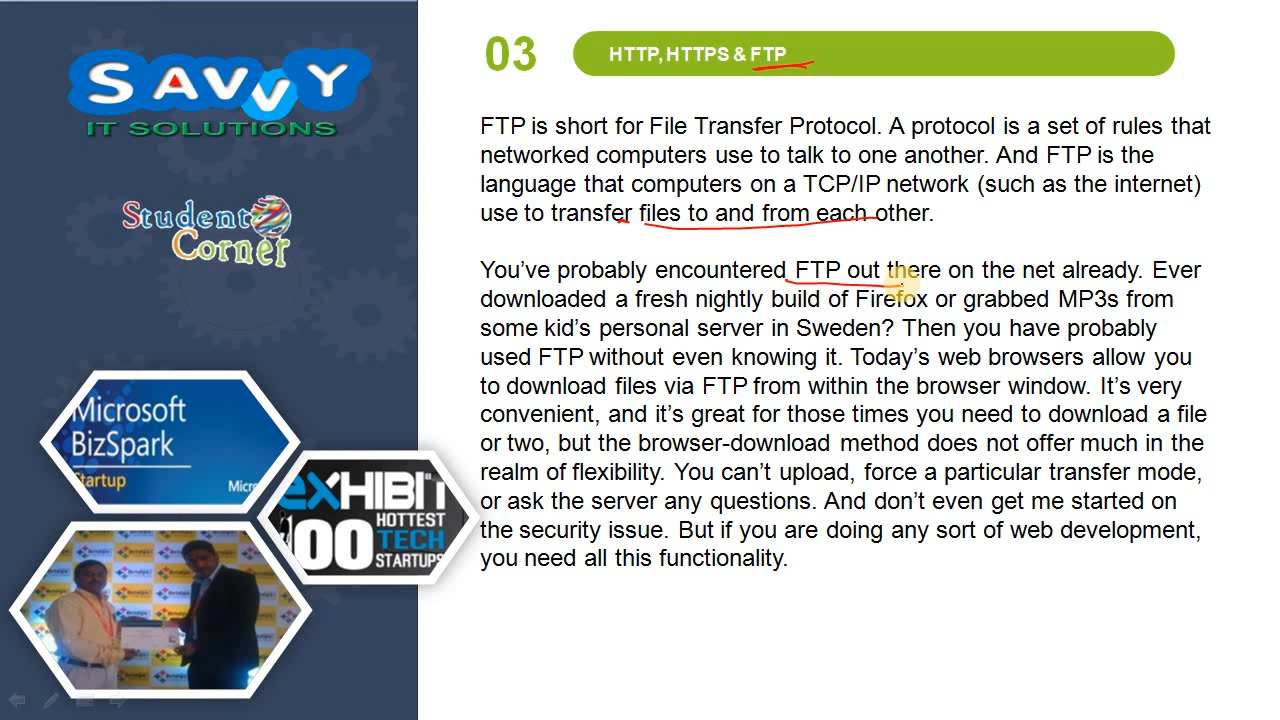 SAVVY
IT SOLUTIONS
Student
Corner
Microsoft
BizSpark
Startup
Micro
eXHIBIT
100 HOTTEST
TECH
STARTUPS
03
HTTP, HTTPS & FTP
FTP is short for File Transfer Protocol. A protocol is a set of rules that
networked computers use to talk to one another. And FTP is the
language that computers on a TCP/IP network (such as the internet)
use to transfer files to and from each other.
You’ve probably encountered FTP out there on the net already. Ever
downloaded a fresh nightly build of Firefox or grabbed MP3s from
some kid’s personal server in Sweden? Then you have probably
used FTP without even knowing it. Today’s web browsers allow you
to download files via FTP from within the browser window. It’s very
convenient, and it’s great for those times you need to download a file
or two, but the browser-download method does not offer much in the
realm of flexibility. You can’t upload, force a particular transfer mode,
or ask the server any questions. And don’t even get me started on
the security issue. But if you are doing any sort of web development,
you need all this functionality.